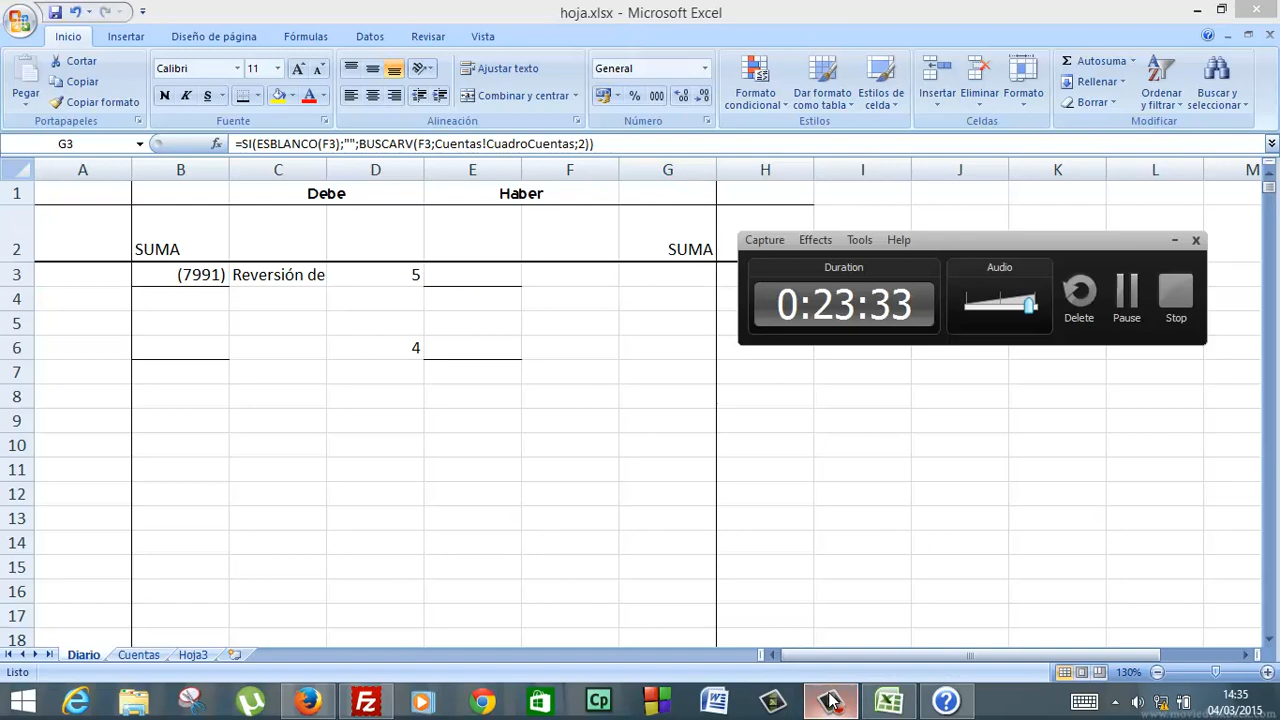 hoja.xlsx - Microsoft Excel
Inicio Insertar Diseño de página Fórmulas Datos Revisar Vista
Pegar Cortar Copiar Copiar formato Portapapeles
Calibri 11 A A N K S A Fuente
Ajustar texto Combinar y centrar Alineación
General % 000 Número
Formato condicional Dar formato como tabla Estilos de celda Estilos
Insertar Eliminar Formato Celdas
Σ Autosuma Rellenar Borrar Ordenar y filtrar Buscar y seleccionar Modificar
G3 fx =SI(ESBLANCO(F3);"";BUSCARV(F3;Cuentas!CuadroCuentas;2))
A B C D E F G H I J K L M
1 Debe Haber
2 SUMA SUMA
Capture Effects Tools Help
Duration Audio
0:23:33
Delete Pause Stop
3 (7991) Reversión de 5
4
5
6 4
7
8
9
10
11
12
13
14
15
16
17
18
Diario Cuentas Hoja3
Listo 130%
14:35
04/03/2015